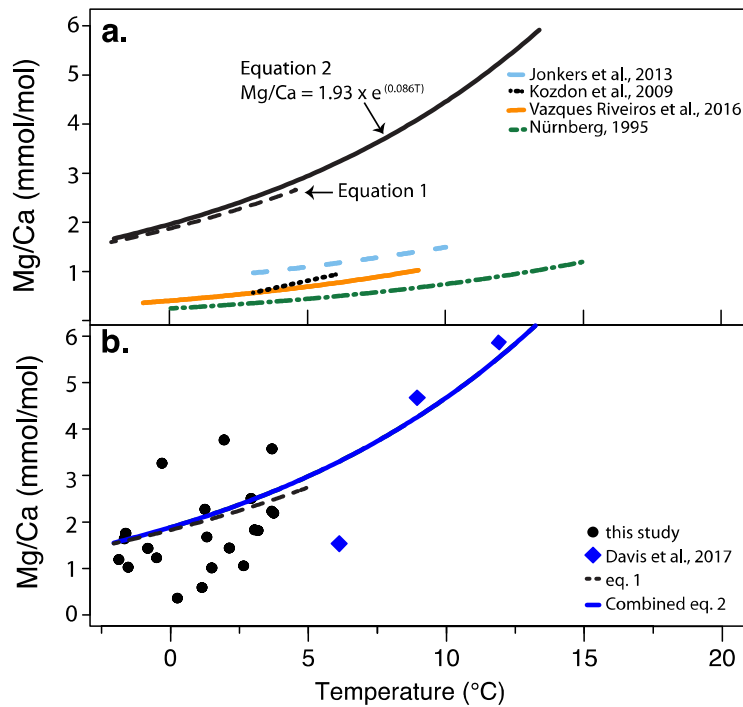 a.
6
5
4
3
2
1
Mg/Ca (mmol/mol)
Equation 2
Mg/Ca = 1.93 x e(0.086T)
Equation 1
Jonkers et al., 2013
Kozdon et al., 2009
Vazques Riveiros et al., 2016
Nürnberg, 1995
b.
6
5
4
3
2
1
0
Mg/Ca (mmol/mol)
this study
Davis et al., 2017
eq. 1
Combined eq. 2
0 5 10 15 20
Temperature (°C)